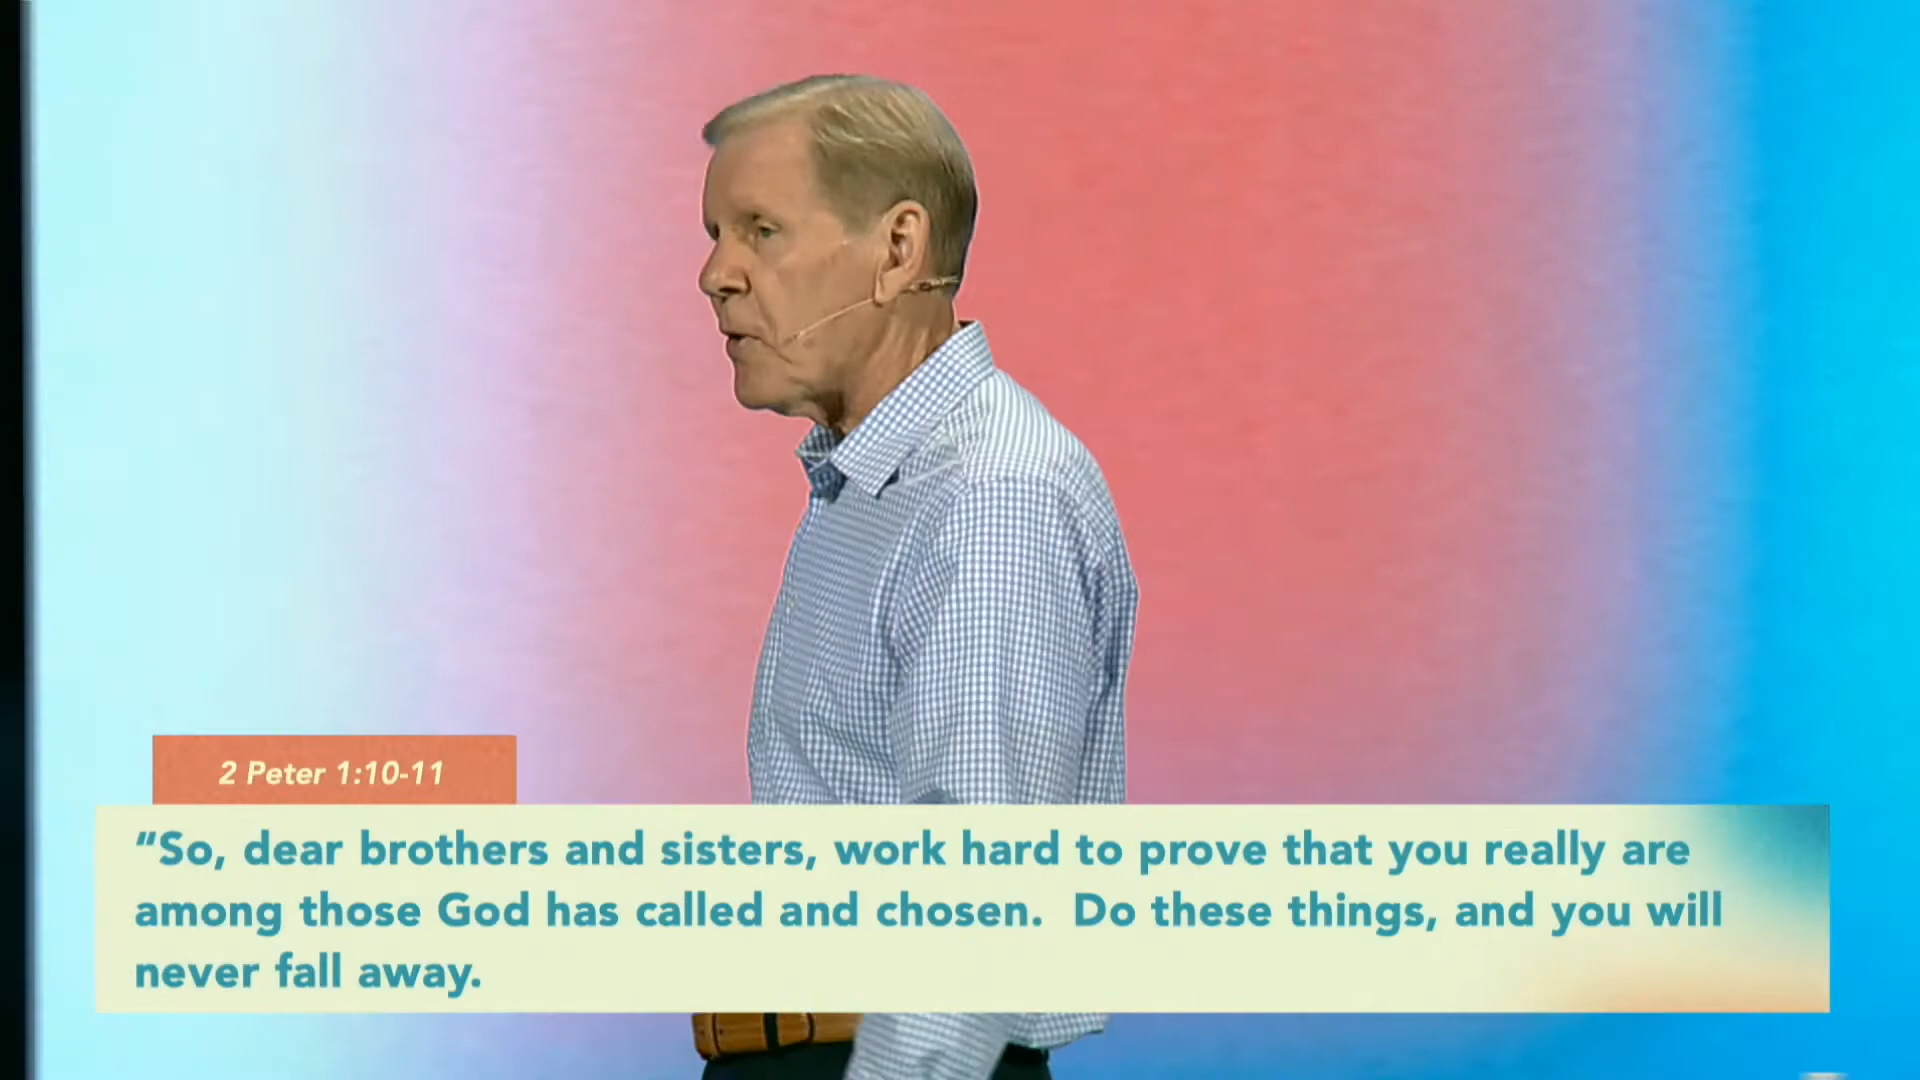 2 Peter 1:10-11
“So, dear brothers and sisters, work hard to prove that you really are
among those God has called and chosen.  Do these things, and you will
never fall away.